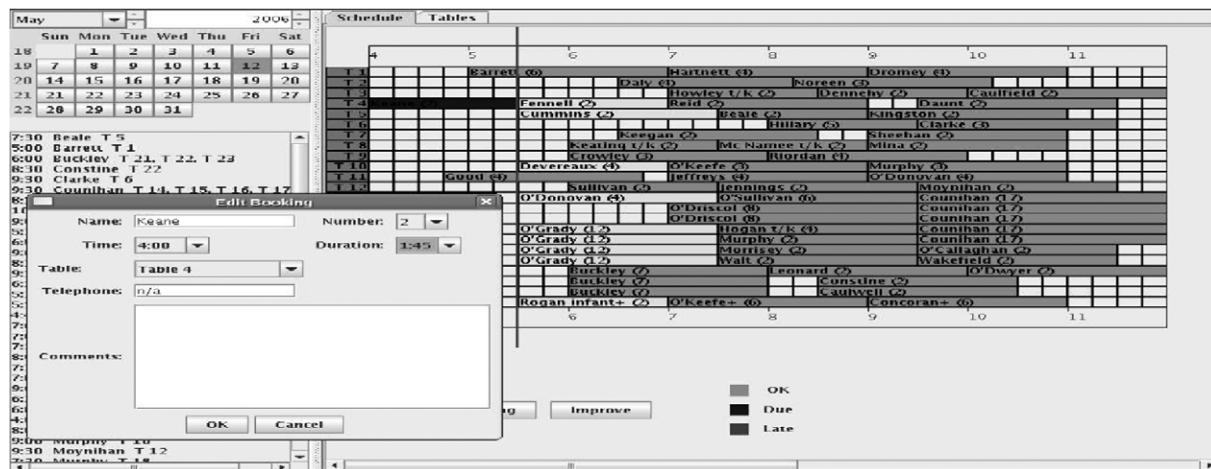 May 2006
Sun Mon Tue Wed Thu Fri Sat
18 1 2 3 4 5 6
19 7 8 9 10 11 12 13
20 14 15 16 17 18 19 20
21 21 22 23 24 25 26 27
22 28 29 30 31
7:30 Beale T 5
5:00 Barrett T 1
6:00 Buckley T 21, T 22, T 23
8:30 Constine T 22
9:30 Clarke T 6
9:30 Counihan T 14, T 15, T 16, T 17
Edit Booking
Name: Keane Number: 2
Time: 4:00 Duration: 1:45
Table: Table 4
Telephone: n/a
Comments:
OK Cancel
9:00 Murphy T 10
9:30 Moynihan T 12
7:30 Murphy T 18
Schedule Tables
4 5 6 7 8 9 10 11
T 1 Barrett (6) Hartnett (4) Dromey (4)
T 2 Daly (4) Noreen (3)
T 3 Howley t/k (2) Dennehy (2) Caulfield (2)
T 4 Keane (2) Fennell (2) Reid (2) Daunt (2)
T 5 Cummins (2) Beale (2) Kingston (2)
T 6 Hillary (5) Clarke (3)
T 7 Keegan (2) Sheehan (2)
T 8 Keating t/k (2) Mc Namee t/k (2) Mina (2)
T 9 Crowley (3) Riordan (4)
T 10 Devereaux (4) O'Keefe (3) Murphy (3)
T 11 Good (4) Jeffreys (4) O'Donovan (4)
T 12 Sullivan (2) Jennings (2) Moynihan (2)
O'Donovan (4) O'Sullivan (6) Counihan (17)
O'Driscol (8) Counihan (17)
O'Driscol (8) Counihan (17)
O'Grady (12) Hogan t/k (4) Counihan (17)
O'Grady (12) Murphy (2) Counihan (17)
O'Grady (12) Morrisey (2) O'Callaghan (2)
O'Grady (12) Walt (2) Wakefield (2)
Buckley (7) Leonard (2) O'Dwyer (2)
Buckley (7) Constine (2)
Buckley (7) Caulwell (2)
Rogan infant+ (2) O'Keefe+ (6) Concoran+ (6)
6 7 8 9 10 11
Improve
OK
Due
Late